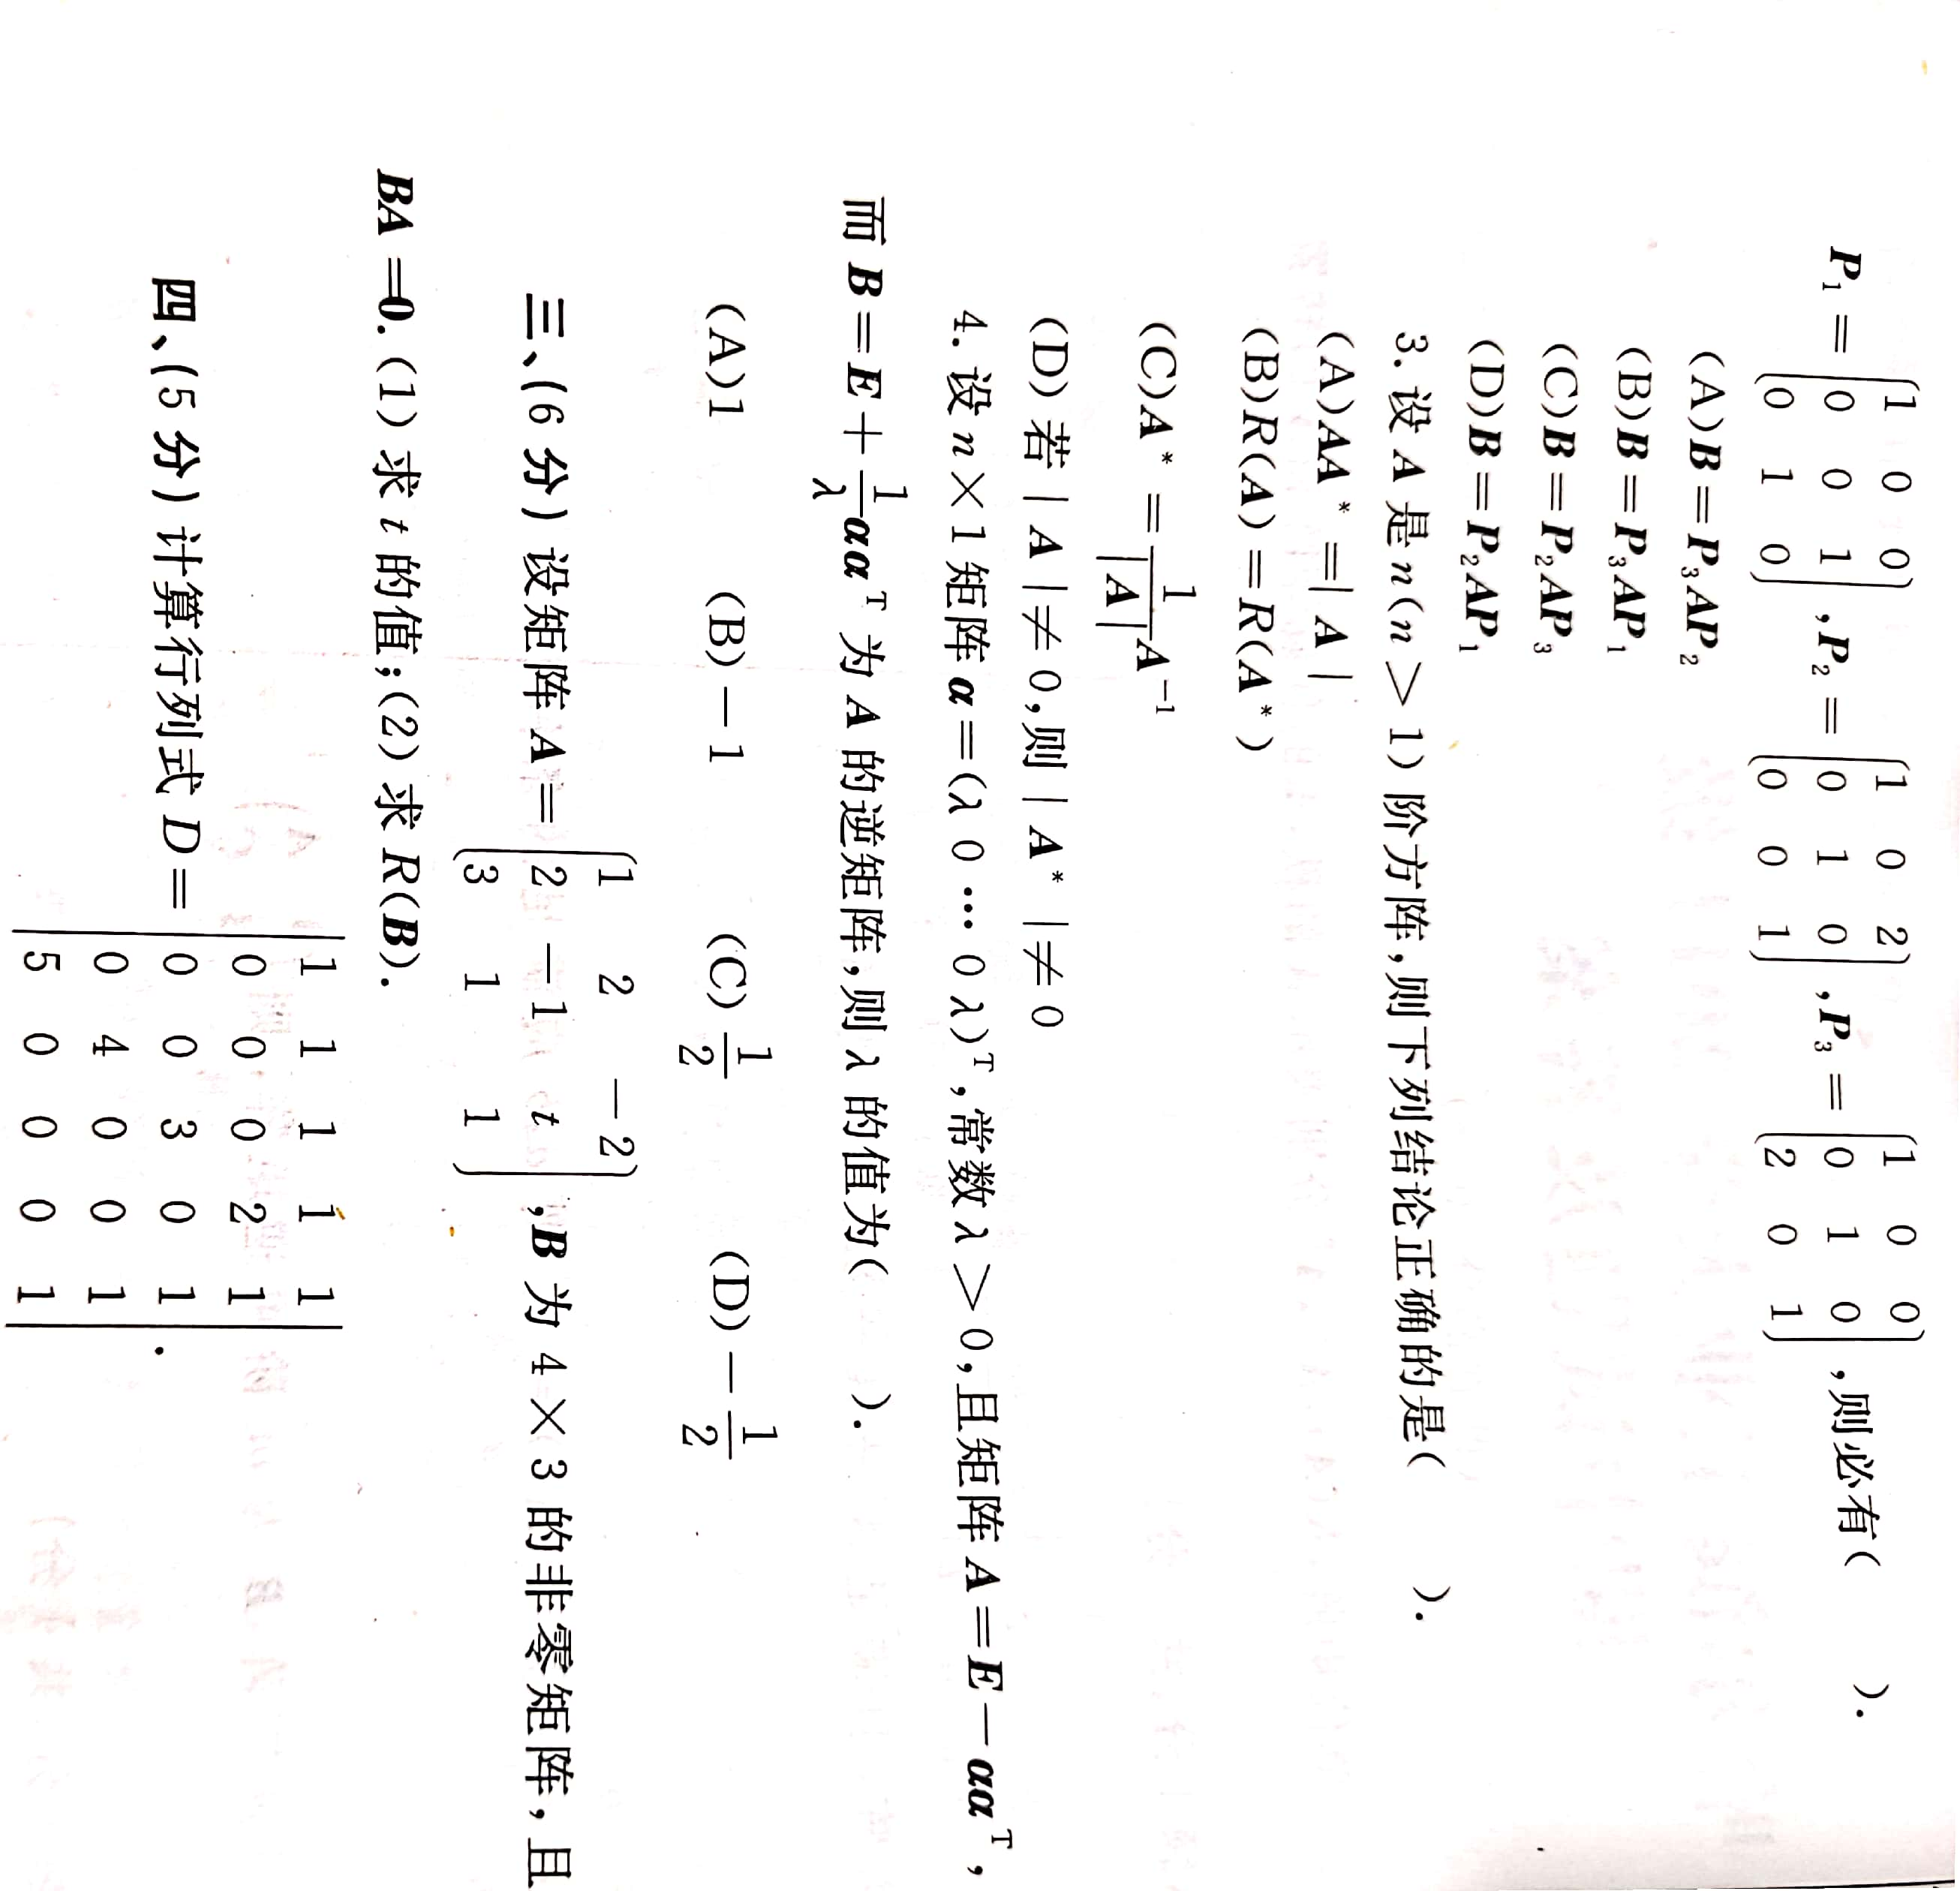 P₁ = (1 0 0; 0 0 1; 0 1 0), P₂ = (1 0 2; 0 1 0; 0 0 1), P₃ = (1 0 0; 0 1 0; 2 0 1), 则必有(　　).
(A)B=P₃AP₂
(B)B=P₃AP₁
(C)B=P₂AP₃
(D)B=P₂AP₁
3. 设 A 是 n(n＞1) 阶方阵,则下列结论正确的是(　　).
(A)AA*=|A|
(B)R(A)=R(A*)
(C)A*=1/|A| A⁻¹
(D) 若|A|≠0,则|A*|≠0
4. 设 n×1 矩阵 α=(λ 0 … 0 λ)ᵀ,常数 λ＞0,且矩阵 A=E－ααᵀ,
而 B=E+1/λ ααᵀ 为 A 的逆矩阵,则 λ 的值为(　　).
(A)1　(B)－1　(C)1/2　(D)－1/2
三、(6 分) 设矩阵 A = (1 2 －2; 2 －1 t; 3 1 1), B 为 4×3 的非零矩阵,且
BA=0. (1) 求 t 的值;(2) 求 R(B).
四、(5 分) 计算行列式 D = |1 1 1 1 1; 0 0 0 2 1; 0 0 3 0 1; 0 4 0 0 1; 5 0 0 0 1|.